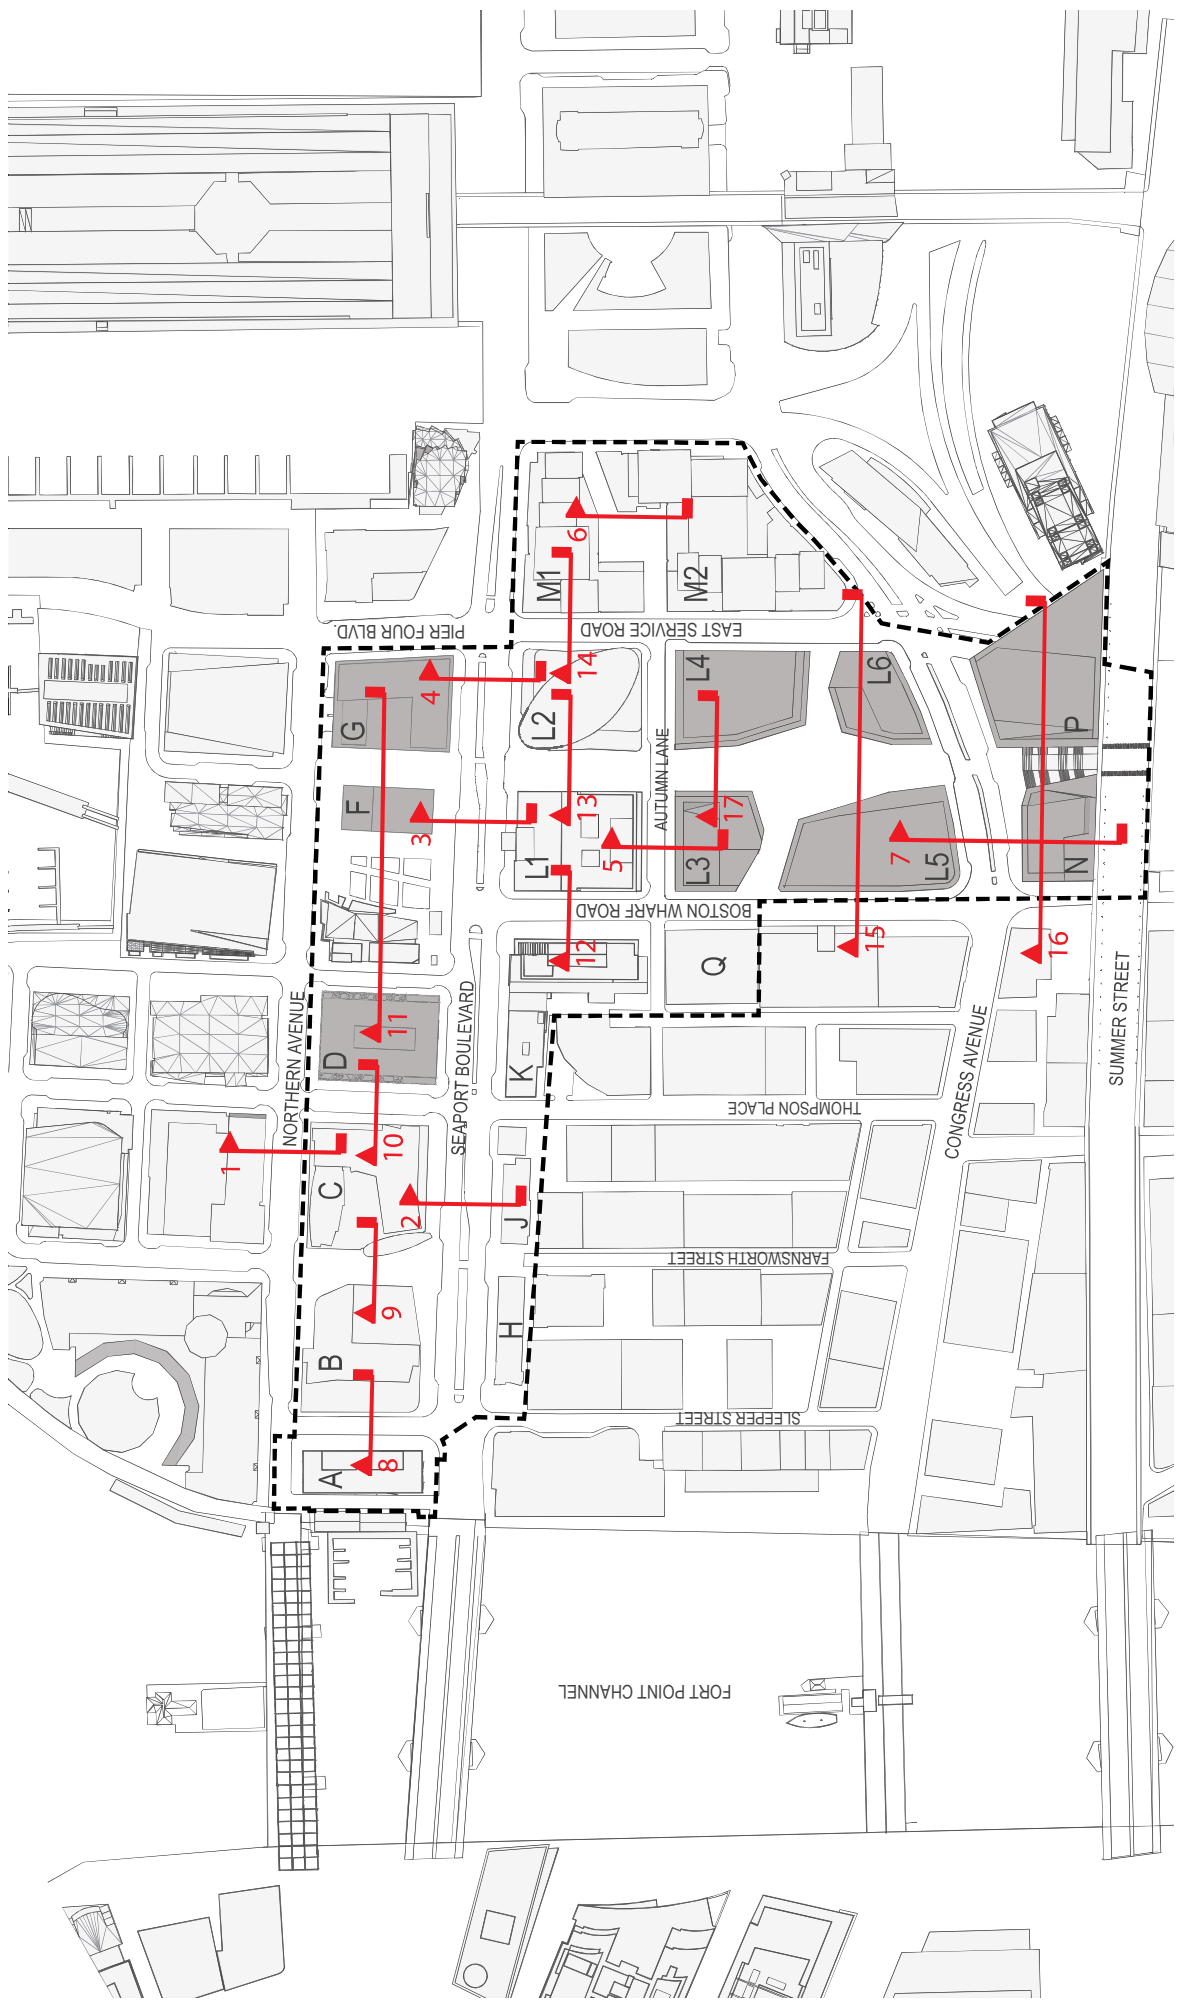 PIER FOUR BLVD.
EAST SERVICE ROAD
M1
6
M2
G
4
L2
14
L4
L6
P
F
3
L1
13
5
AUTUMN LANE
L3
17
7
L5
N
BOSTON WHARF ROAD
12
Q
15
16
NORTHERN AVENUE
D
11
SEAPORT BOULEVARD
K
THOMPSON PLACE
CONGRESS AVENUE
SUMMER STREET
1
C
10
2
J
FARNSWORTH STREET
B
9
H
SLEEPER STREET
A
8
FORT POINT CHANNEL